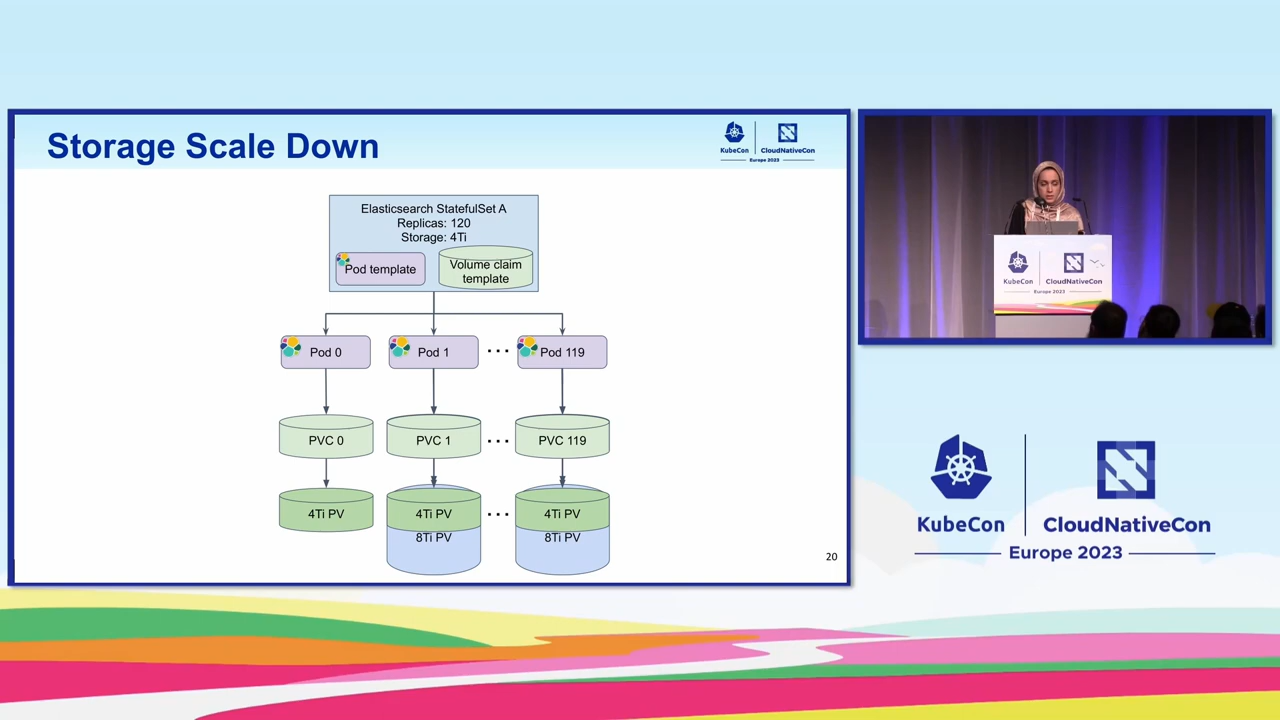 Storage Scale Down
KubeCon
CloudNativeCon
Europe 2023
Elasticsearch StatefulSet A
Replicas: 120
Storage: 4Ti
Pod template
Volume claim
template
Pod 0
Pod 1
...
Pod 119
PVC 0
PVC 1
...
PVC 119
4Ti PV
4Ti PV
...
4Ti PV
8Ti PV
8Ti PV
20
KubeCon
CloudNativeCon
Europe 2023
KubeCon
CloudNativeCon
Europe 2023